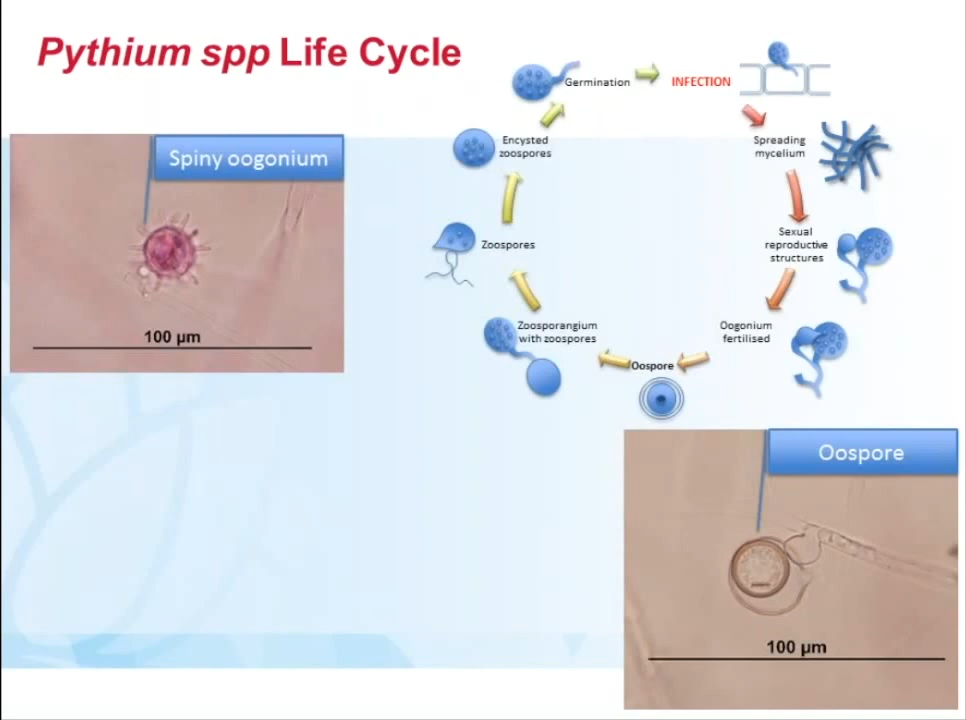 Pythium spp Life Cycle
Germination
INFECTION
Spreading
mycelium
Sexual
reproductive
structures
Oogonium
fertilised
Oospore
Zoosporangium
with zoospores
Zoospores
Encysted
zoospores
Spiny oogonium
100 µm
Oospore
100 µm